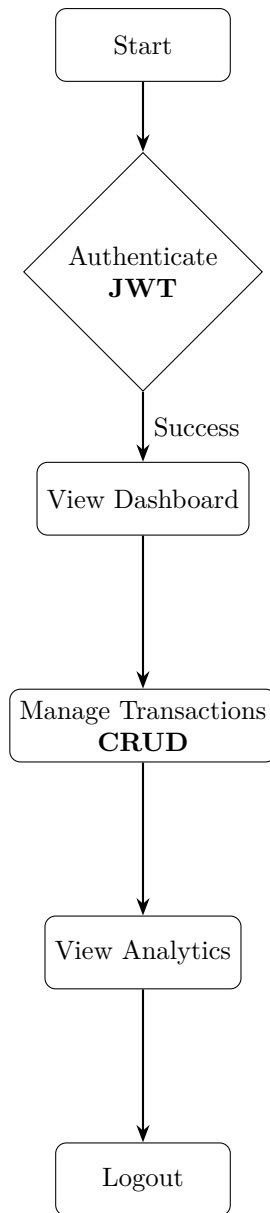 Start
Authenticate
JWT
Success
View Dashboard
Manage Transactions
CRUD
View Analytics
Logout